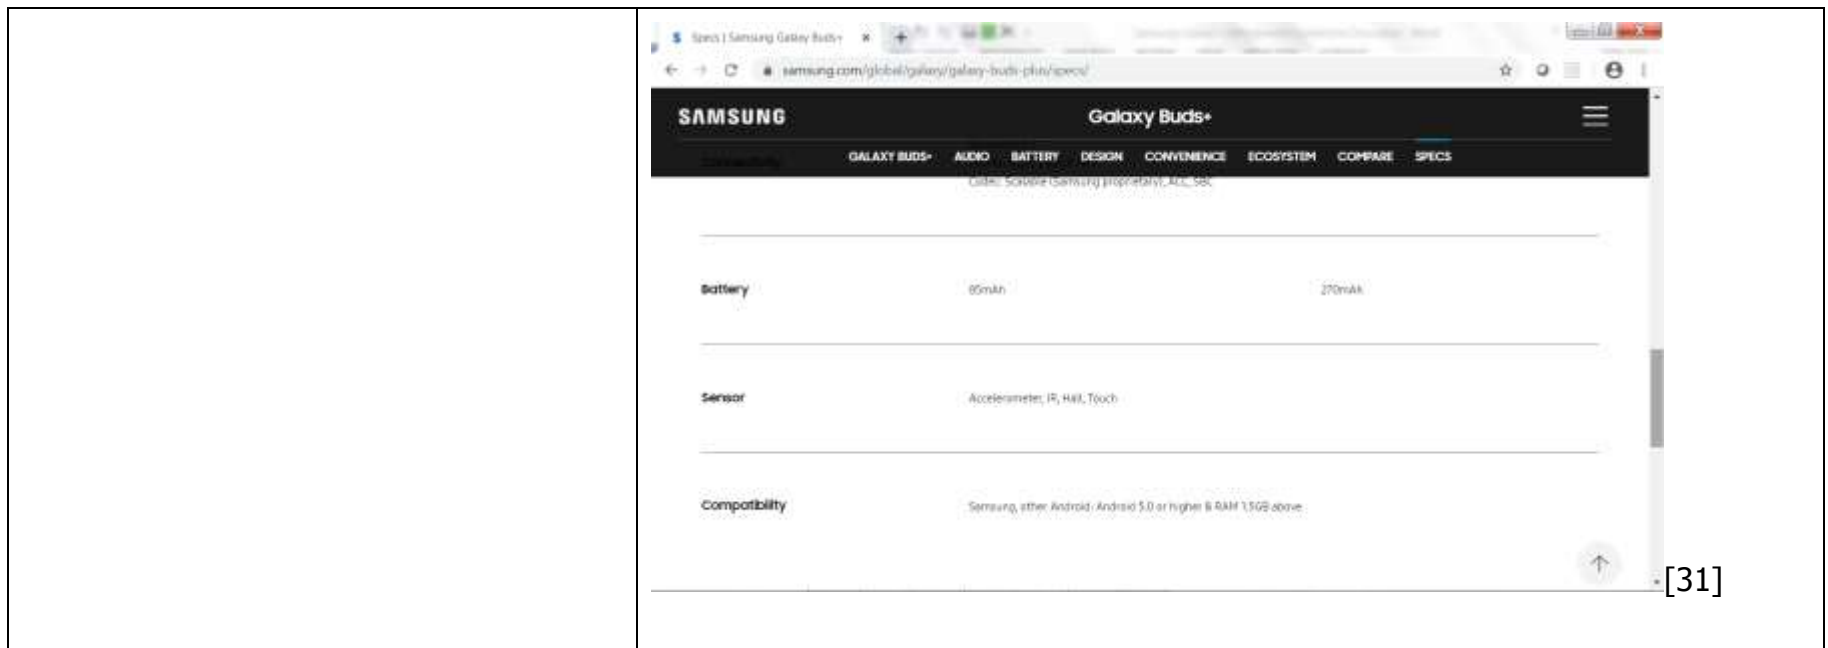 Specs | Samsung Galaxy Buds+
samsung.com/global/galaxy/galaxy-buds-plus/specs/
SAMSUNG Galaxy Buds+
GALAXY BUDS+ AUDIO BATTERY DESIGN CONVENIENCE ECOSYSTEM COMPARE SPECS
Codec: Scalable (Samsung proprietary), ACC, SBC
Battery 85mAh 270mAh
Sensor Accelerometer, IR, Hall, Touch
Compatibility Samsung, other Android: Android 5.0 or higher & RAM 1.5GB above
[31]